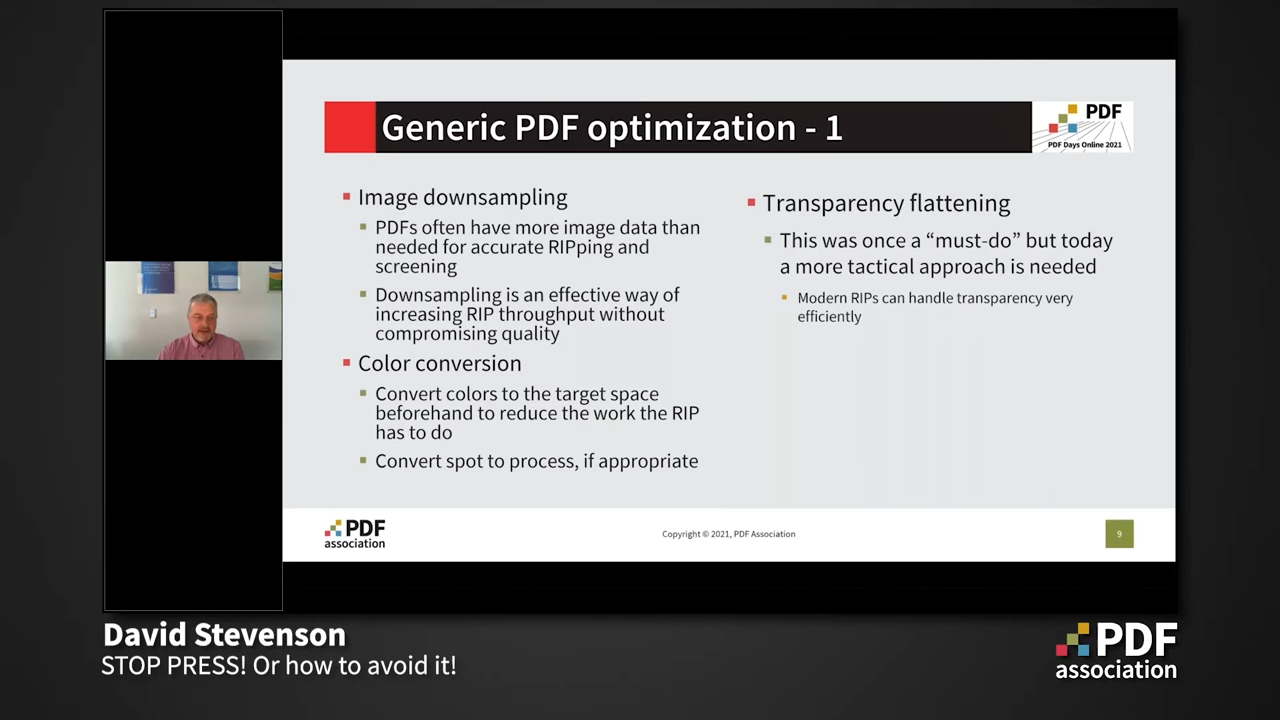 Generic PDF optimization - 1
PDF
PDF Days Online 2021
Image downsampling
PDFs often have more image data than
needed for accurate RIPping and
screening
Downsampling is an effective way of
increasing RIP throughput without
compromising quality
Color conversion
Convert colors to the target space
beforehand to reduce the work the RIP
has to do
Convert spot to process, if appropriate
Transparency flattening
This was once a “must-do” but today
a more tactical approach is needed
Modern RIPs can handle transparency very
efficiently
PDF
association
Copyright © 2021, PDF Association
9
David Stevenson
STOP PRESS! Or how to avoid it!
PDF
association